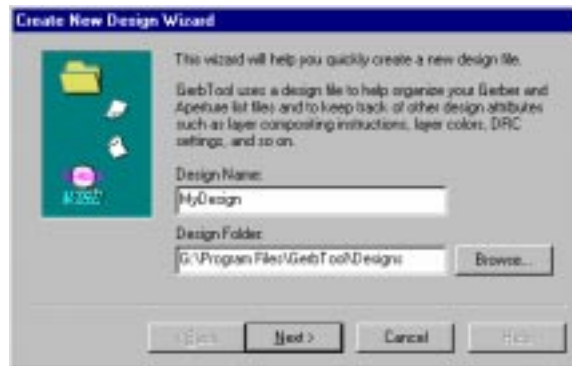 Create New Design Wizard
This wizard will help you quickly create a new design file.
GerbTool uses a design file to help organize your Gerber and
Aperture list files and to keep track of other design attributes
such as layer compositing instructions, layer colors, DRC
settings, and so on.
Design Name:
MyDesign
Design Folder:
G:\Program Files\GerbTool\Designs
Browse...
< Back
Next >
Cancel
Help